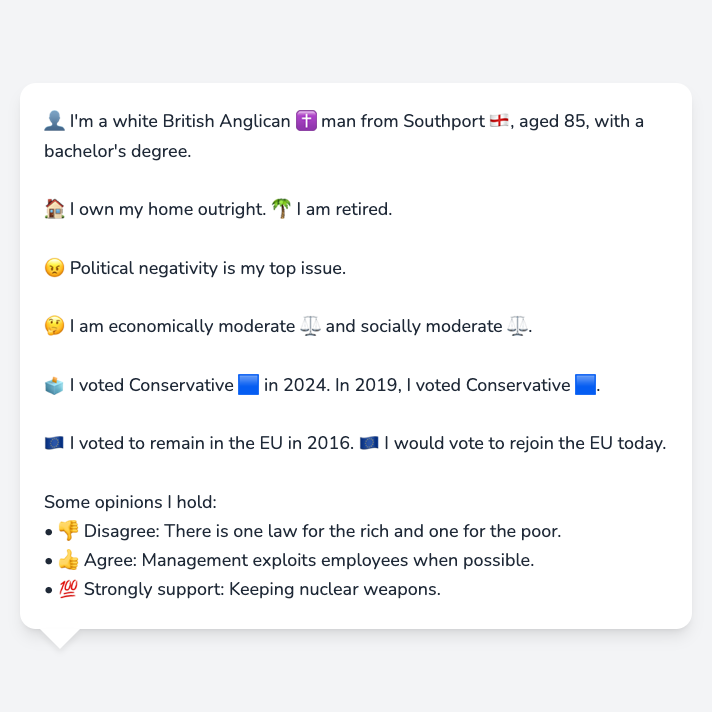 👤 I'm a white British Anglican ✝️ man from Southport 🏴󠁧󠁢󠁥󠁮󠁧󠁿, aged 85, with a
bachelor's degree.
🏠 I own my home outright. 🌴 I am retired.
😠 Political negativity is my top issue.
🤔 I am economically moderate ⚖️ and socially moderate ⚖️.
🗳️ I voted Conservative 🟦 in 2024. In 2019, I voted Conservative 🟦.
🇪🇺 I voted to remain in the EU in 2016. 🇪🇺 I would vote to rejoin the EU today.
Some opinions I hold:
• 👎 Disagree: There is one law for the rich and one for the poor.
• 👍 Agree: Management exploits employees when possible.
• 💯 Strongly support: Keeping nuclear weapons.